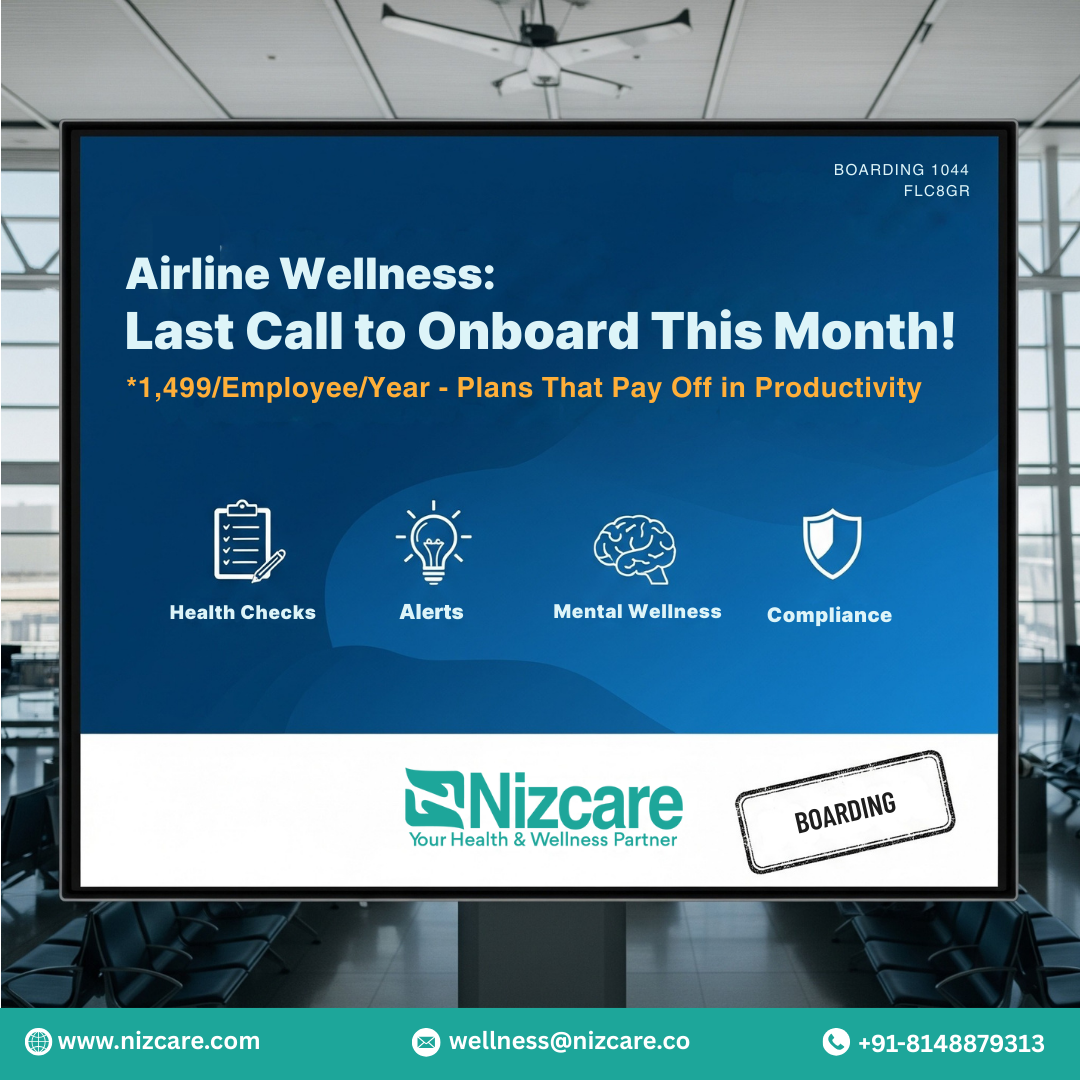 BOARDING 1044
FLC8GR
Airline Wellness:
Last Call to Onboard This Month!
*1,499/Employee/Year - Plans That Pay Off in Productivity
Health Checks
Alerts
Mental Wellness
Compliance
Nizcare
Your Health & Wellness Partner
BOARDING
www.nizcare.com
wellness@nizcare.co
+91-8148879313